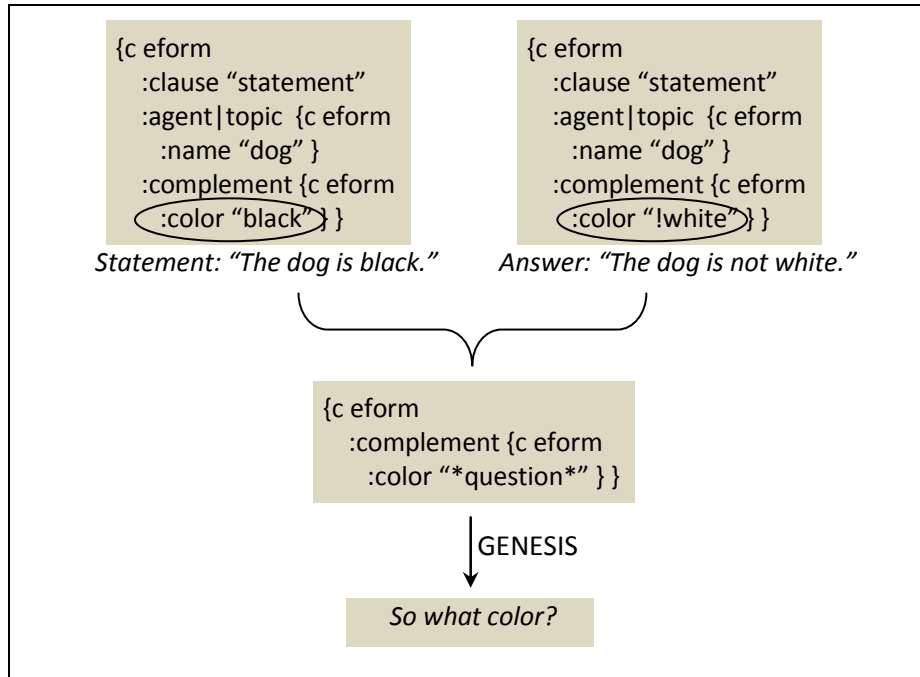 {c eform
:clause “statement”
:agent|topic {c eform
:name “dog” }
:complement {c eform
:color “black” } }
Statement: “The dog is black.”
{c eform
:clause “statement”
:agent|topic {c eform
:name “dog” }
:complement {c eform
:color “!white” } }
Answer: “The dog is not white.”
{c eform
:complement {c eform
:color “*question*” } }
GENESIS
So what color?